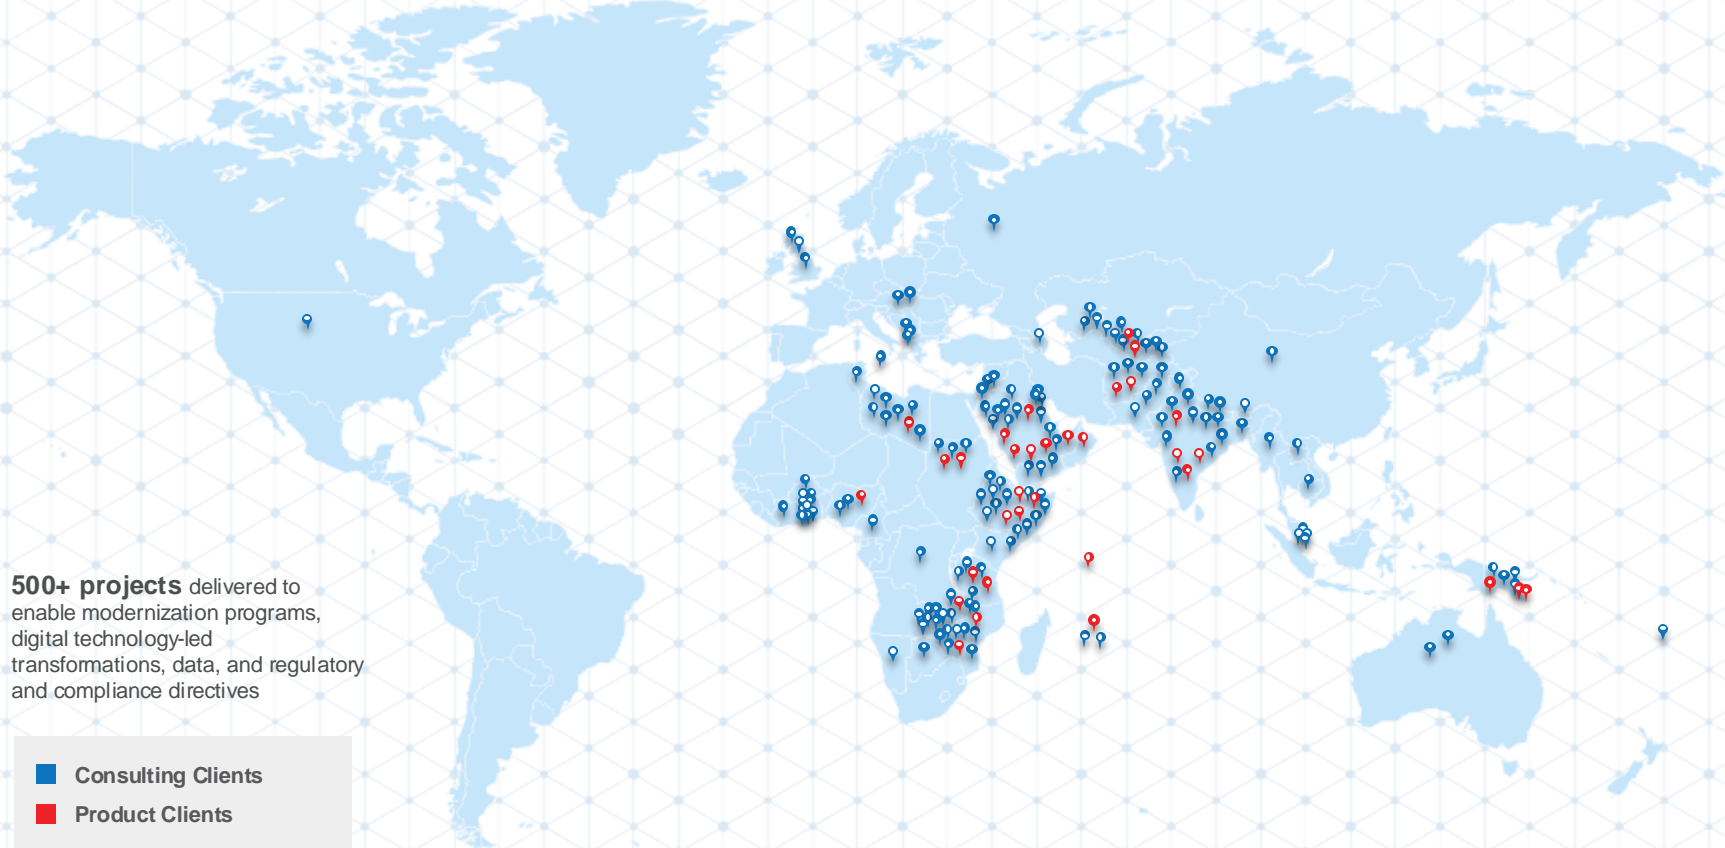 500+ projects delivered to
enable modernization programs,
digital technology-led
transformations, data, and regulatory
and compliance directives
Consulting Clients
Product Clients